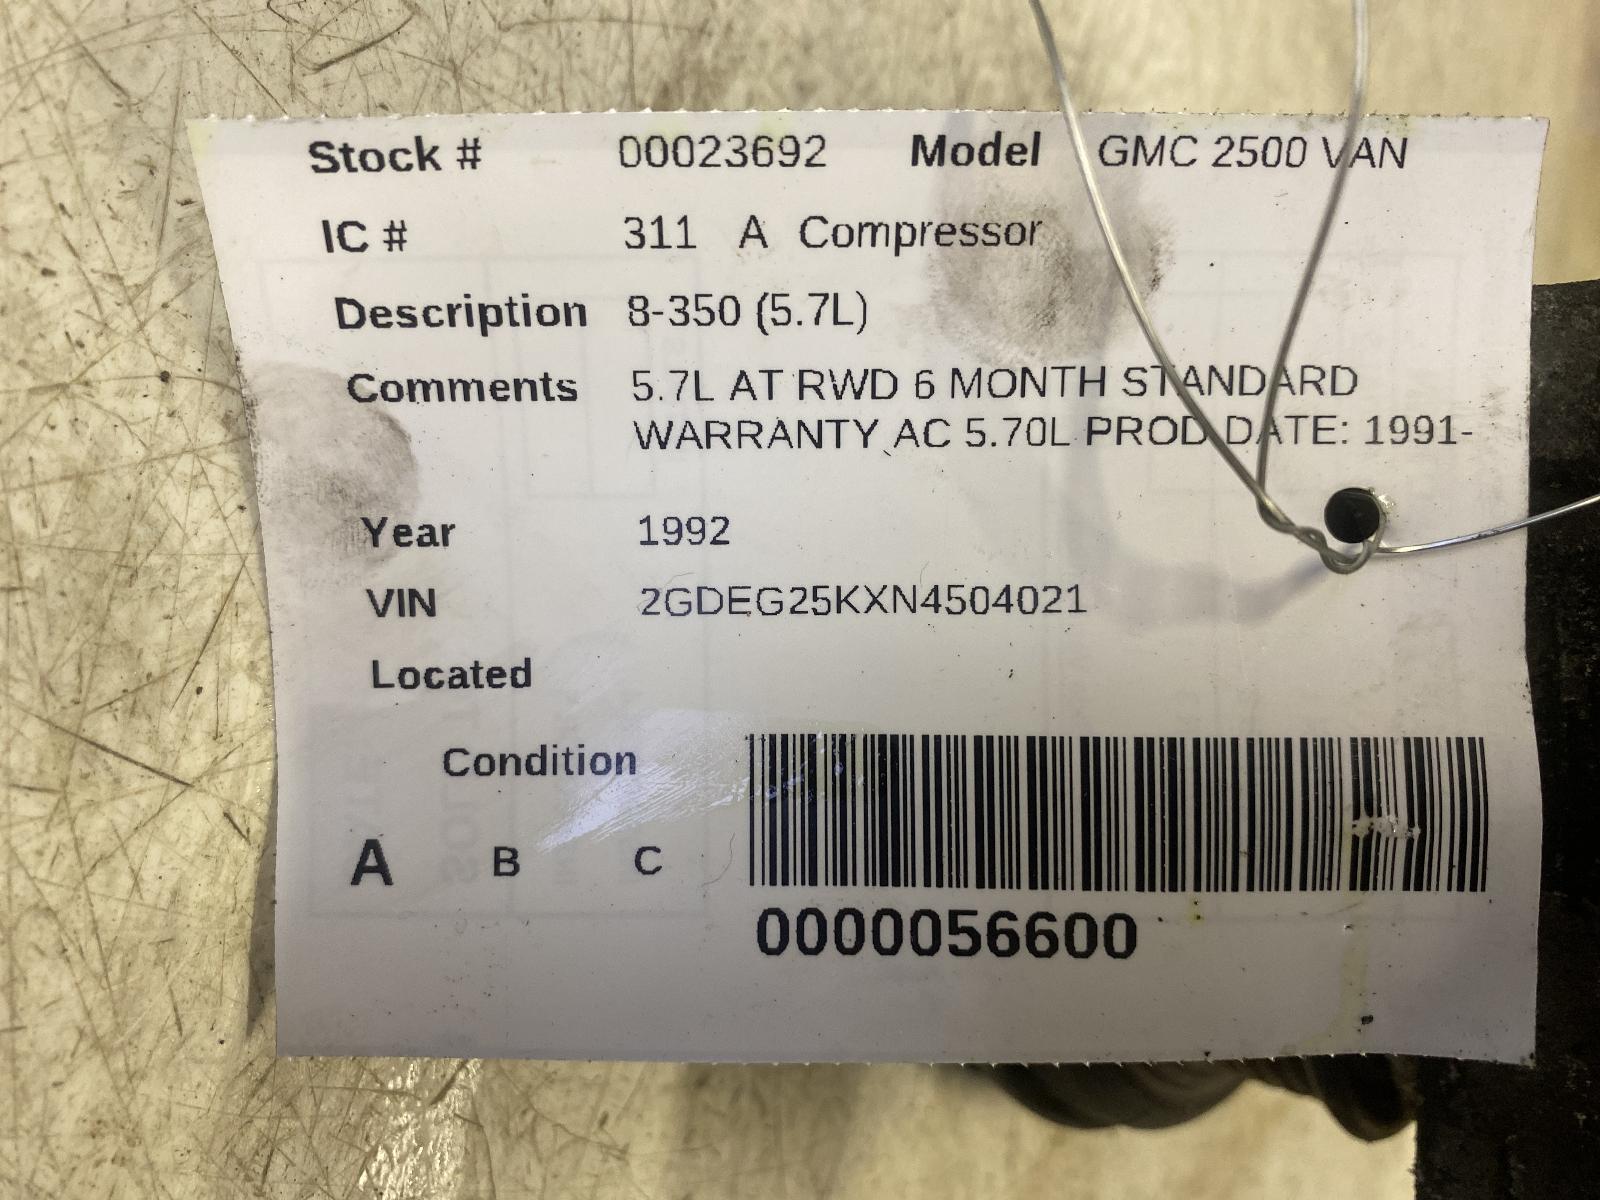 Stock # 00023692 Model GMC 2500 VAN
IC # 311 A Compressor
Description 8-350 (5.7L)
Comments 5.7L AT RWD 6 MONTH STANDARD
WARRANTY AC 5.70L PROD DATE: 1991-
Year 1992
VIN 2GDEG25KXN4504021
Located
Condition
A B C
0000056600